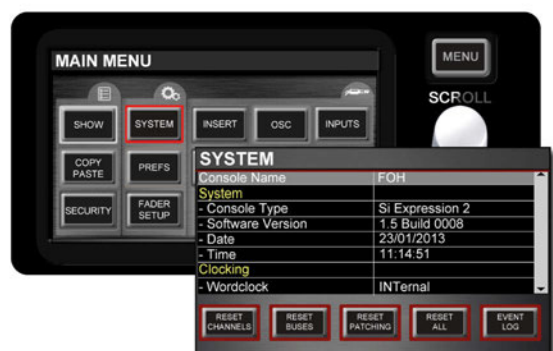 MAIN MENU
MENU
SCROLL
SHOW
SYSTEM
INSERT
OSC
INPUTS
COPY
PASTE
PREFS
SECURITY
FADER
SETUP
SYSTEM
Console Name FOH
System
- Console Type Si Expression 2
- Software Version 1.5 Build 0008
- Date 23/01/2013
- Time 11:14:51
Clocking
- Wordclock INTernal
RESET
CHANNELS
RESET
BUSES
RESET
PATCHING
RESET
ALL
EVENT
LOG